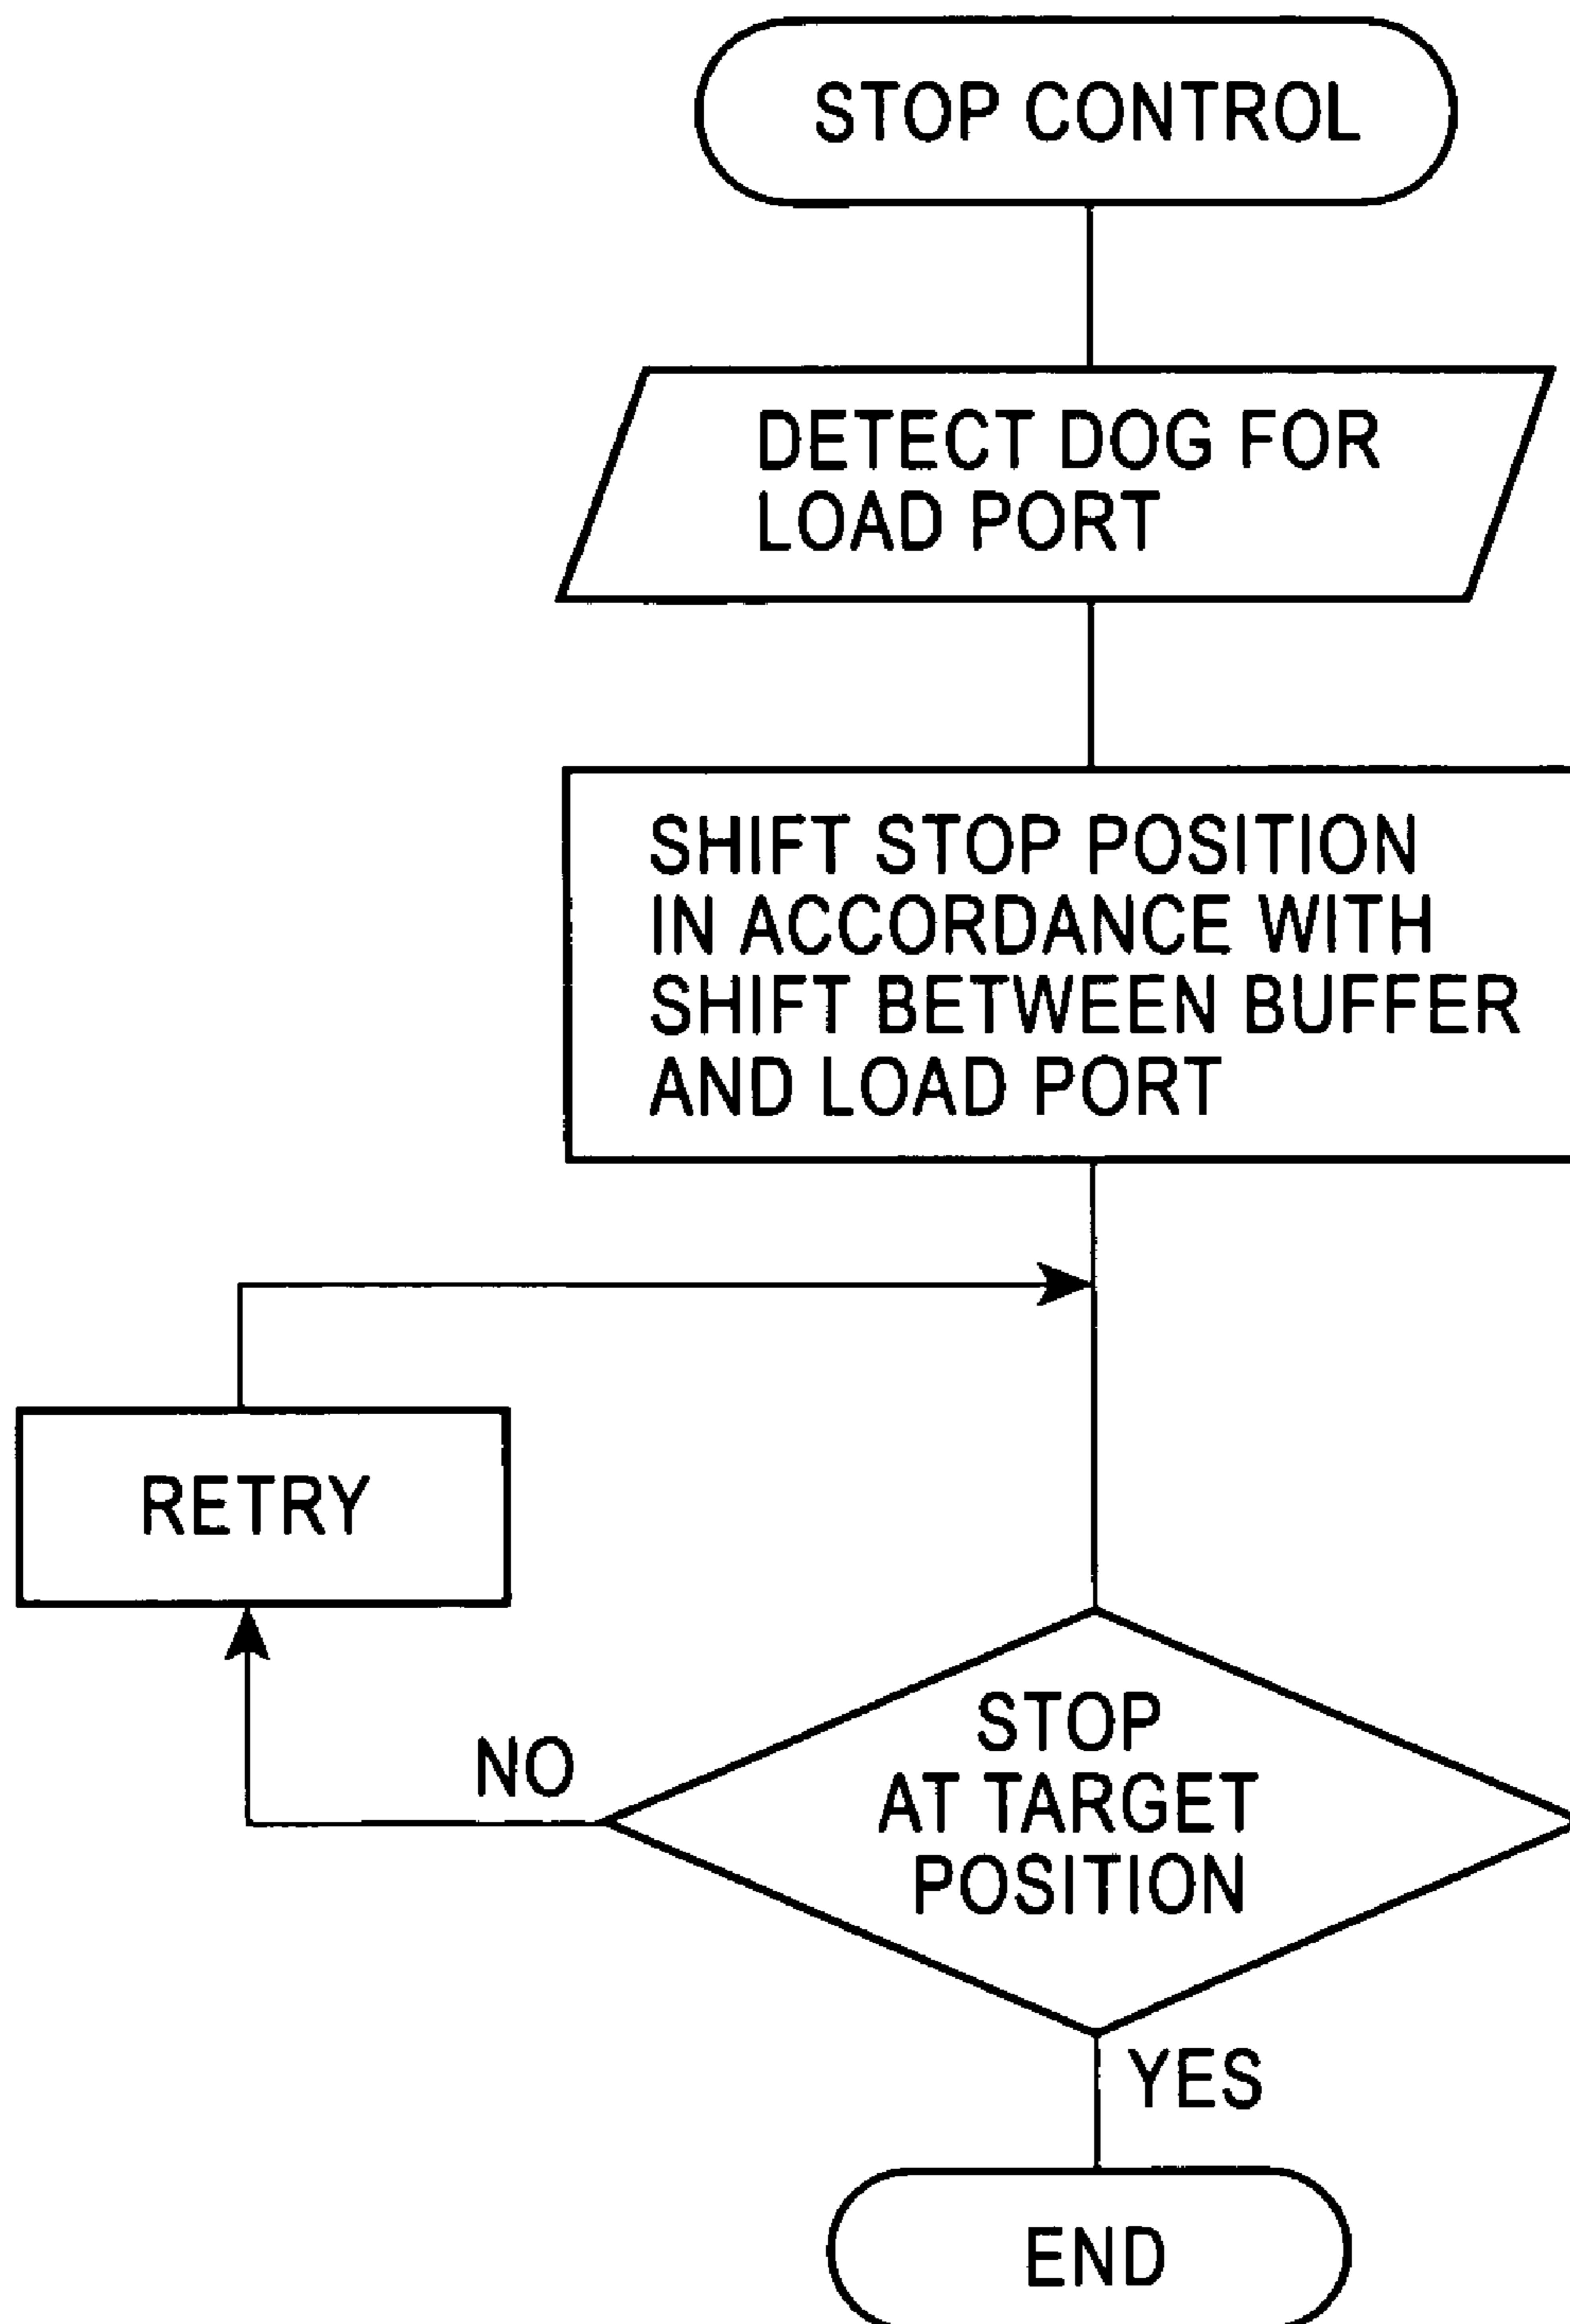 STOP CONTROL
DETECT DOG FOR
LOAD PORT
SHIFT STOP POSITION
IN ACCORDANCE WITH
SHIFT BETWEEN BUFFER
AND LOAD PORT
RETRY
NO
STOP
AT TARGET
POSITION
YES
END